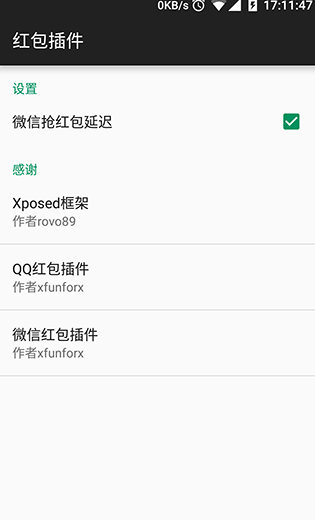 0KB/s 17:11:47
红包插件
设置
微信抢红包延迟
感谢
Xposed框架
作者rovo89
QQ红包插件
作者xfunforx
微信红包插件
作者xfunforx